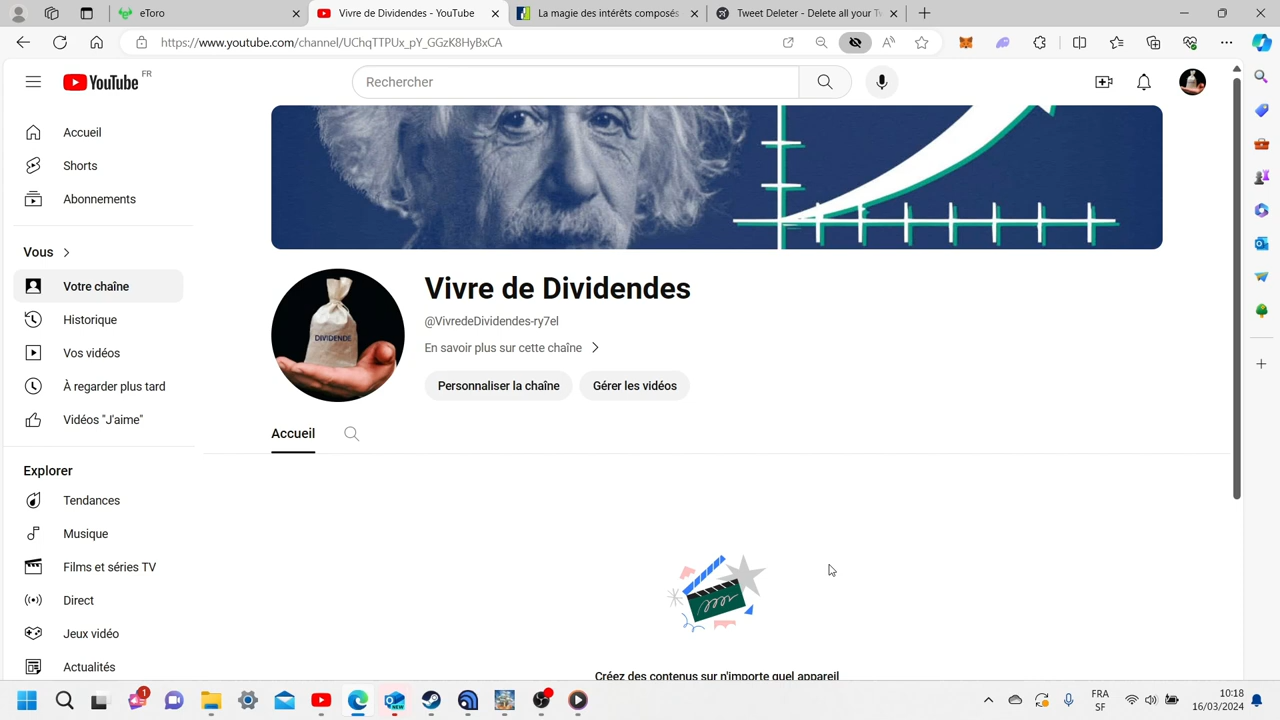 eToro
Vivre de Dividendes - YouTube
La magie des intérêts composés
Tweet Deleter - Delete all your Tw
https://www.youtube.com/channel/UChqTTPUx_pY_GGzK8HyBxCA
YouTube FR
Rechercher
Accueil
Shorts
Abonnements
Vous
Votre chaîne
Historique
Vos vidéos
À regarder plus tard
Vidéos "J'aime"
Explorer
Tendances
Musique
Films et séries TV
Direct
Jeux vidéo
Actualités
DIVIDENDE
Vivre de Dividendes
@VivredeDividendes-ry7el
En savoir plus sur cette chaîne
Personnaliser la chaîne
Gérer les vidéos
Accueil
Créez des contenus sur n'importe quel appareil
1
NEW
FRA
SF
10:18
16/03/2024